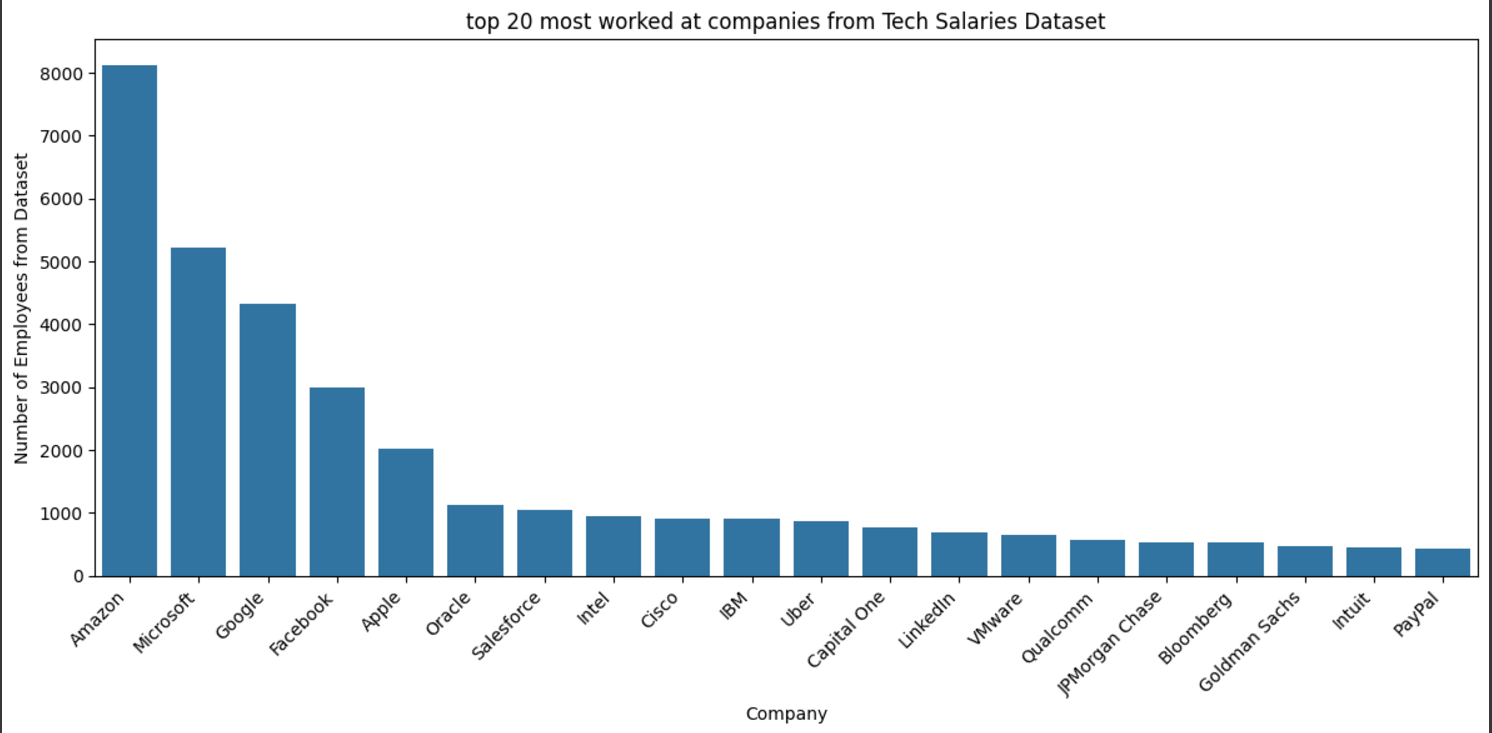 top 20 most worked at companies from Tech Salaries Dataset
Number of Employees from Dataset
8000
7000
6000
5000
4000
3000
2000
1000
0
Amazon
Microsoft
Google
Facebook
Apple
Oracle
Salesforce
Intel
Cisco
IBM
Uber
Capital One
LinkedIn
VMware
Qualcomm
JPMorgan Chase
Bloomberg
Goldman Sachs
Intuit
PayPal
Company